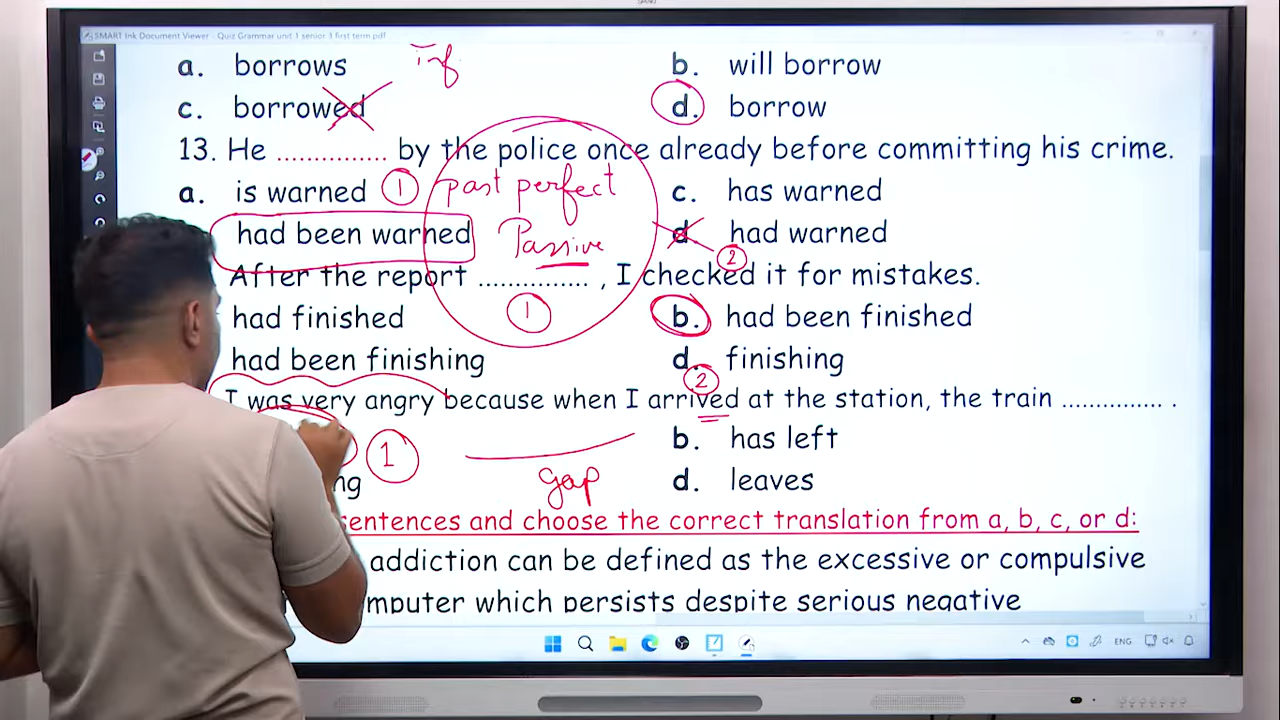 SMART Ink Document Viewer - Quiz Grammar unit 1 senior 3 first term.pdf
a. borrows inf b. will borrow
c. borrowed d. borrow
13. He ............... by the police once already before committing his crime.
a. is warned 1 past perfect c. has warned
had been warned Passive d. had warned
2
After the report ............... , I checked it for mistakes.
had finished 1 b. had been finished
had been finishing d. finishing
2
I was very angry because when I arrived at the station, the train ............... .
1 b. has left
ng gap d. leaves
sentences and choose the correct translation from a, b, c, or d:
addiction can be defined as the excessive or compulsive
mputer which persists despite serious negative
ENG